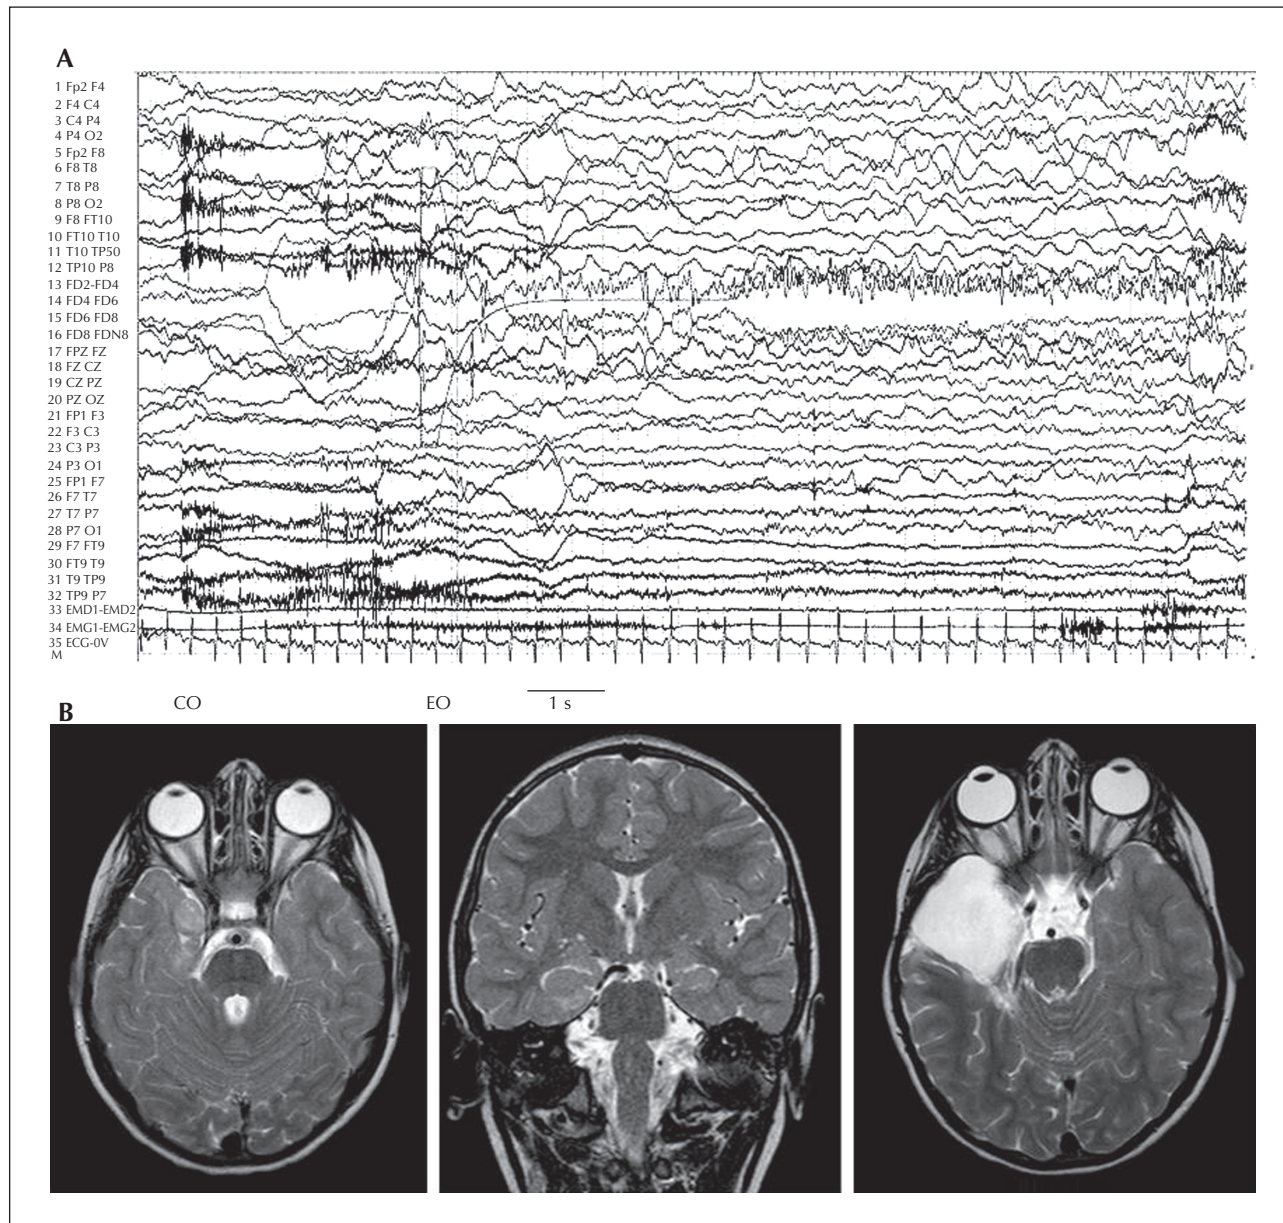 A
1 Fp2 F4
2 F4 C4
3 C4 P4
4 P4 O2
5 Fp2 F8
6 F8 T8
7 T8 P8
8 P8 O2
9 F8 FT10
10 FT10 T10
11 T10 TP50
12 TP10 P8
13 FD2-FD4
14 FD4 FD6
15 FD6 FD8
16 FD8 FDN8
17 FPZ FZ
18 FZ CZ
19 CZ PZ
20 PZ OZ
21 FP1 F3
22 F3 C3
23 C3 P3
24 P3 O1
25 FP1 F7
26 F7 T7
27 T7 P7
28 P7 O1
29 F7 FT9
30 FT9 T9
31 T9 TP9
32 TP9 P7
33 EMD1-EMD2
34 EMG1-EMG2
35 ECG-0V
M
CO EO 1 s
B